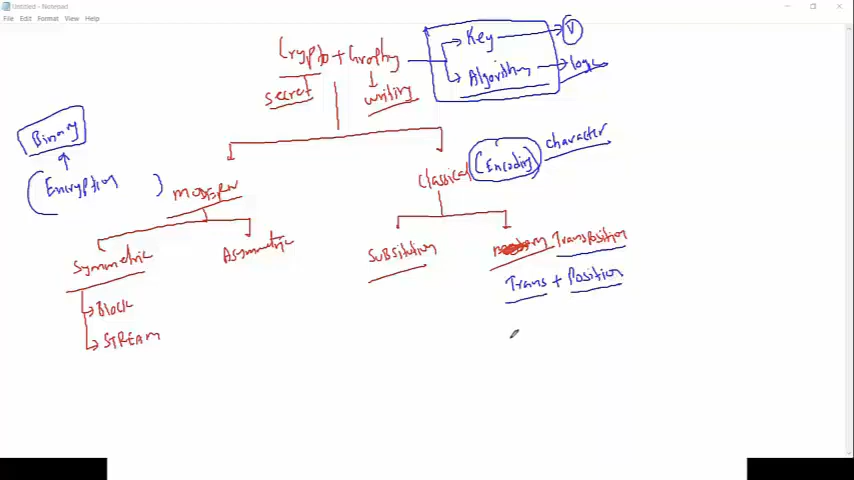 Untitled - Notepad
File Edit Format View Help
Crypto + Graphy
Key
V
Algorithm
logic
secret
writing
Binary
(Encryption )
MODERN
Classical
(Encoding)
character
Symmetric
Asymmetric
Substitution
Transposition
Trans + Position
Block
STREAM